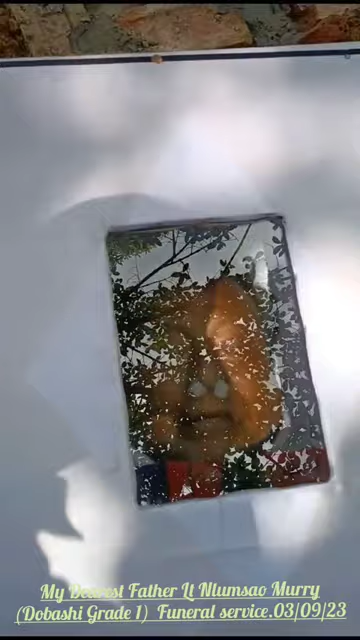 My Dearest Father Lt Nlumsao Murry
(Dobashi Grade 1) Funeral service.03/09/23